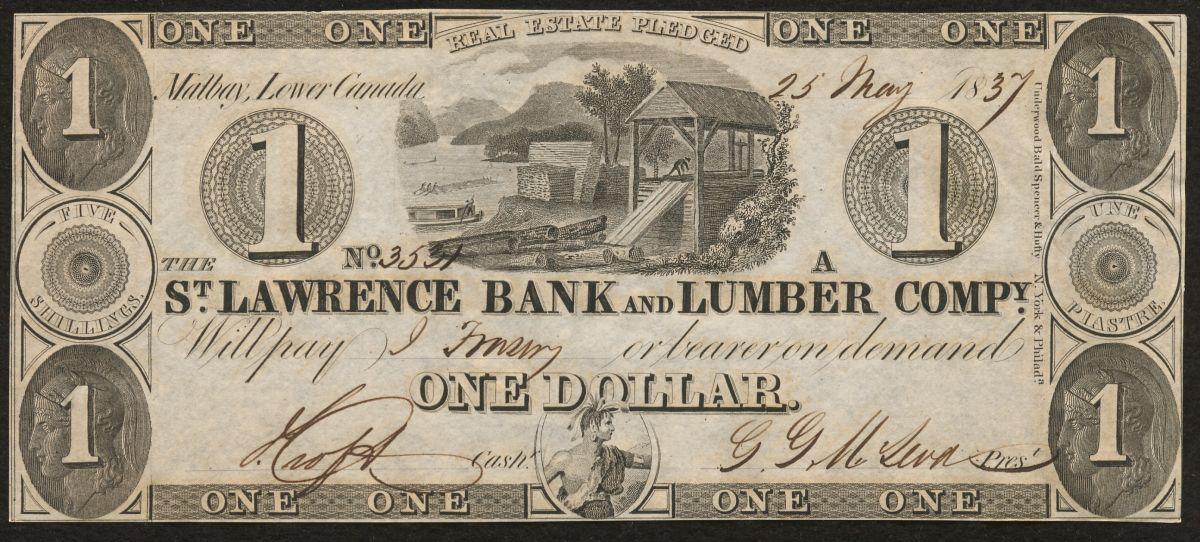 ONE ONE REAL ESTATE PLEDGED ONE ONE
Malbay, Lower Canada 25 May 1837
1 1
1 1
FIVE SHILLINGS.
UNE PIASTRE.
Underwood Bald Spencer & Hufty N. York & Philada.
No. 3531 A
THE
ST. LAWRENCE BANK AND LUMBER COMPY.
Will pay J or bearer on demand
ONE DOLLAR.
1 1
Casht. Prest.
ONE ONE ONE ONE